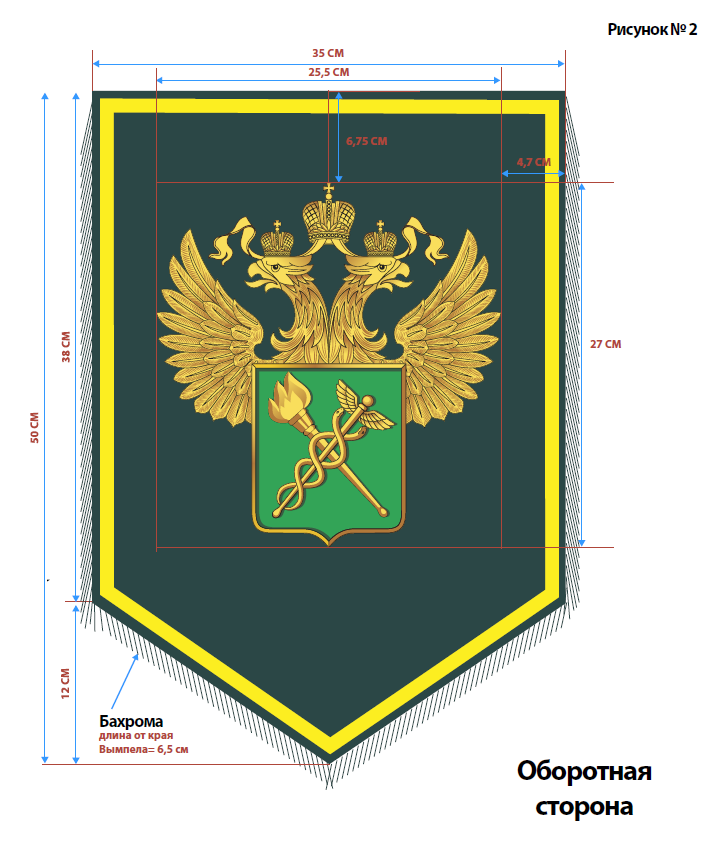 Рисунок № 2
35 СМ
25,5 СМ
6,75 СМ
4,7 СМ
38 СМ
27 СМ
50 СМ
12 СМ
Бахрома
длина от края
Вымпела= 6,5 см
Оборотная
сторона